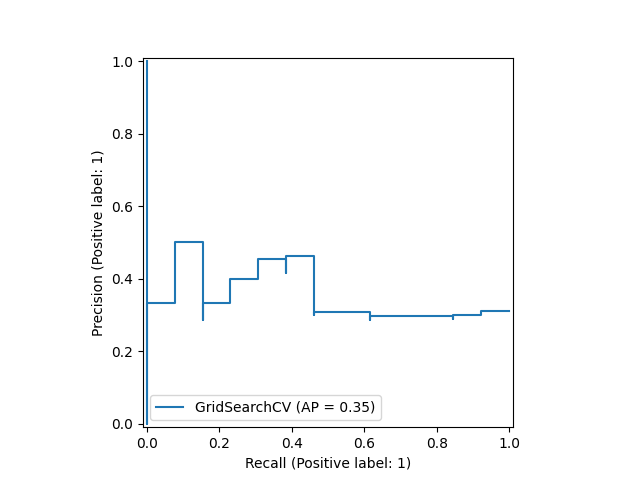 1.0
0.8
0.6
0.4
0.2
0.0
Precision (Positive label: 1)
GridSearchCV (AP = 0.35)
0.0 0.2 0.4 0.6 0.8 1.0
Recall (Positive label: 1)